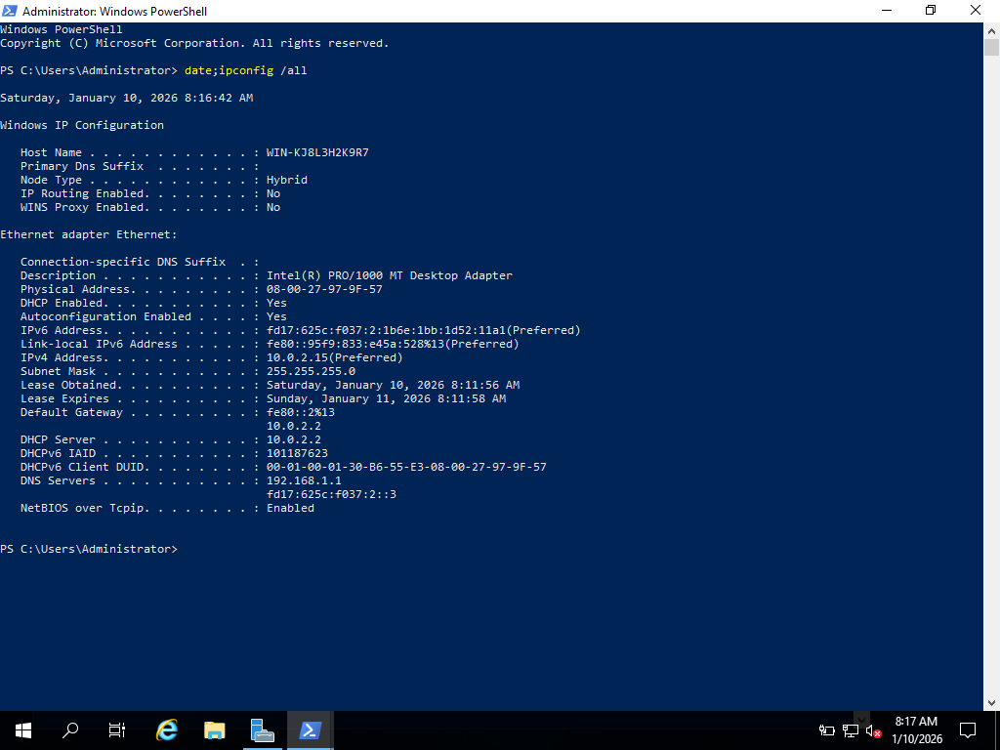 Administrator: Windows PowerShell
Windows PowerShell
Copyright (C) Microsoft Corporation. All rights reserved.
PS C:\Users\Administrator> date;ipconfig /all
Saturday, January 10, 2026 8:16:42 AM
Windows IP Configuration
   Host Name . . . . . . . . . . . . : WIN-KJ8L3H2K9R7
   Primary Dns Suffix  . . . . . . . :
   Node Type . . . . . . . . . . . . : Hybrid
   IP Routing Enabled. . . . . . . . : No
   WINS Proxy Enabled. . . . . . . . : No
Ethernet adapter Ethernet:
   Connection-specific DNS Suffix  . :
   Description . . . . . . . . . . . : Intel(R) PRO/1000 MT Desktop Adapter
   Physical Address. . . . . . . . . : 08-00-27-97-9F-57
   DHCP Enabled. . . . . . . . . . . : Yes
   Autoconfiguration Enabled . . . . : Yes
   IPv6 Address. . . . . . . . . . . : fd17:625c:f037:2:1b6e:1bb:1d52:11a1(Preferred)
   Link-local IPv6 Address . . . . . : fe80::95f9:833:e45a:528%13(Preferred)
   IPv4 Address. . . . . . . . . . . : 10.0.2.15(Preferred)
   Subnet Mask . . . . . . . . . . . : 255.255.255.0
   Lease Obtained. . . . . . . . . . : Saturday, January 10, 2026 8:11:56 AM
   Lease Expires . . . . . . . . . . : Sunday, January 11, 2026 8:11:58 AM
   Default Gateway . . . . . . . . . : fe80::2%13
                                       10.0.2.2
   DHCP Server . . . . . . . . . . . : 10.0.2.2
   DHCPv6 IAID . . . . . . . . . . . : 101187623
   DHCPv6 Client DUID. . . . . . . . : 00-01-00-01-30-B6-55-E3-08-00-27-97-9F-57
   DNS Servers . . . . . . . . . . . : 192.168.1.1
                                       fd17:625c:f037:2::3
   NetBIOS over Tcpip. . . . . . . . : Enabled
PS C:\Users\Administrator>
8:17 AM
1/10/2026